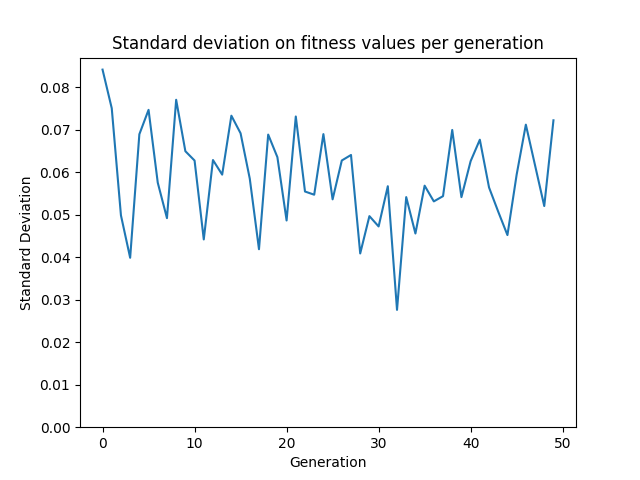 Standard deviation on fitness values per generation
0.08
0.07
0.06
0.05
0.04
0.03
0.02
0.01
0.00
Standard Deviation
0 10 20 30 40 50
Generation